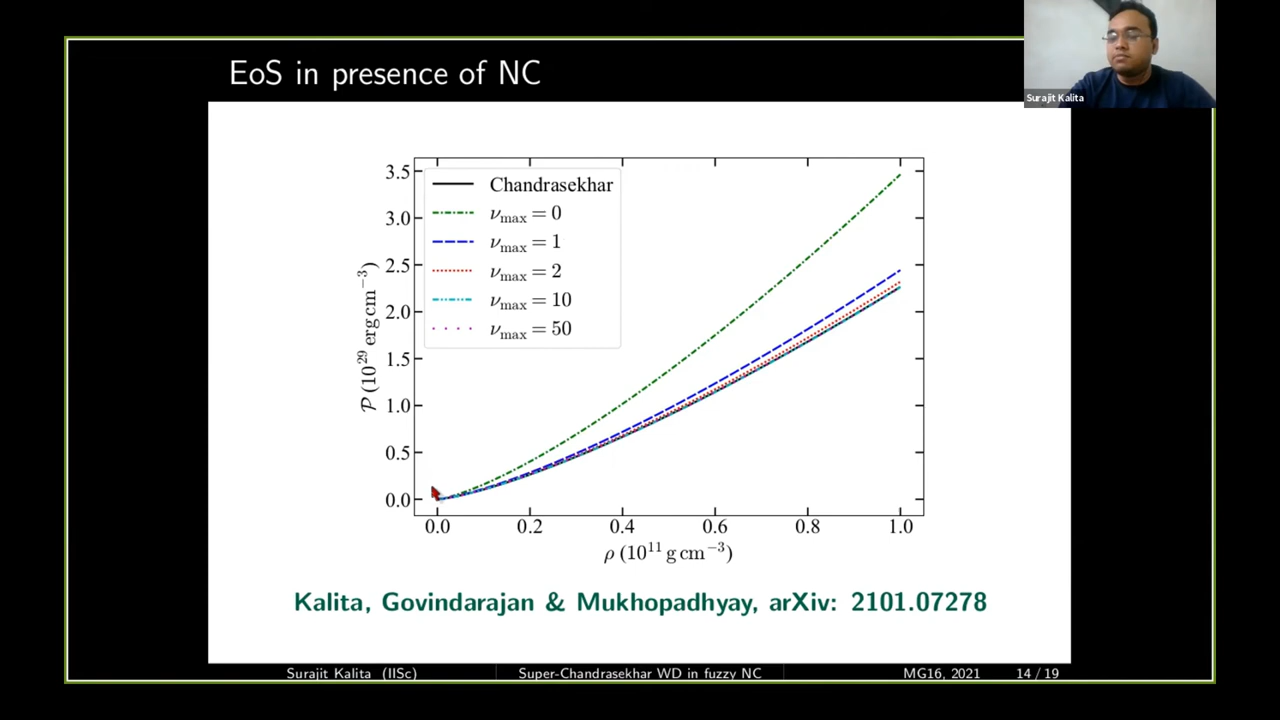 EoS in presence of NC
Surajit Kalita
Chandrasekhar
ν_max = 0
ν_max = 1
ν_max = 2
ν_max = 10
ν_max = 50
3.5
3.0
2.5
2.0
1.5
1.0
0.5
0.0
𝒫 (10^29 erg cm^−3)
0.0 0.2 0.4 0.6 0.8 1.0
ρ (10^11 g cm^−3)
Kalita, Govindarajan & Mukhopadhyay, arXiv: 2101.07278
Surajit Kalita (IISc) Super-Chandrasekhar WD in fuzzy NC MG16, 2021 14 / 19